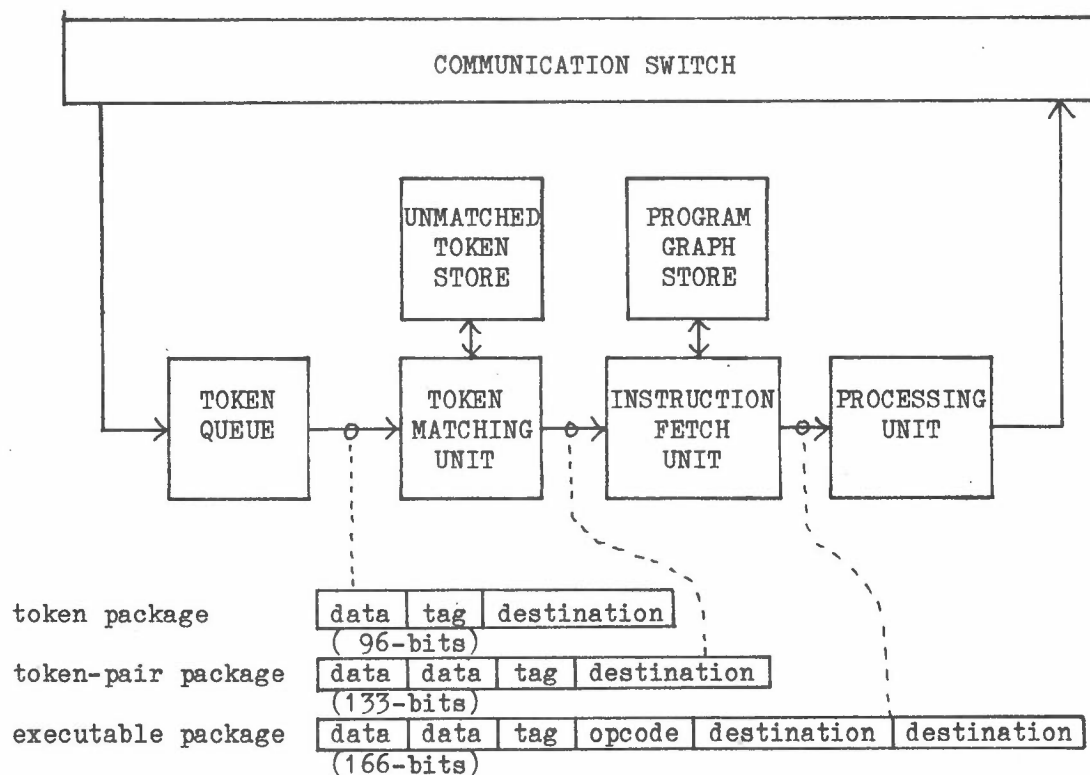 COMMUNICATION SWITCH
UNMATCHED
TOKEN
STORE
PROGRAM
GRAPH
STORE
TOKEN
QUEUE
TOKEN
MATCHING
UNIT
INSTRUCTION
FETCH
UNIT
PROCESSING
UNIT
token package
data tag destination
( 96-bits)
token-pair package
data data tag destination
(133-bits)
executable package
data data tag opcode destination destination
(166-bits)